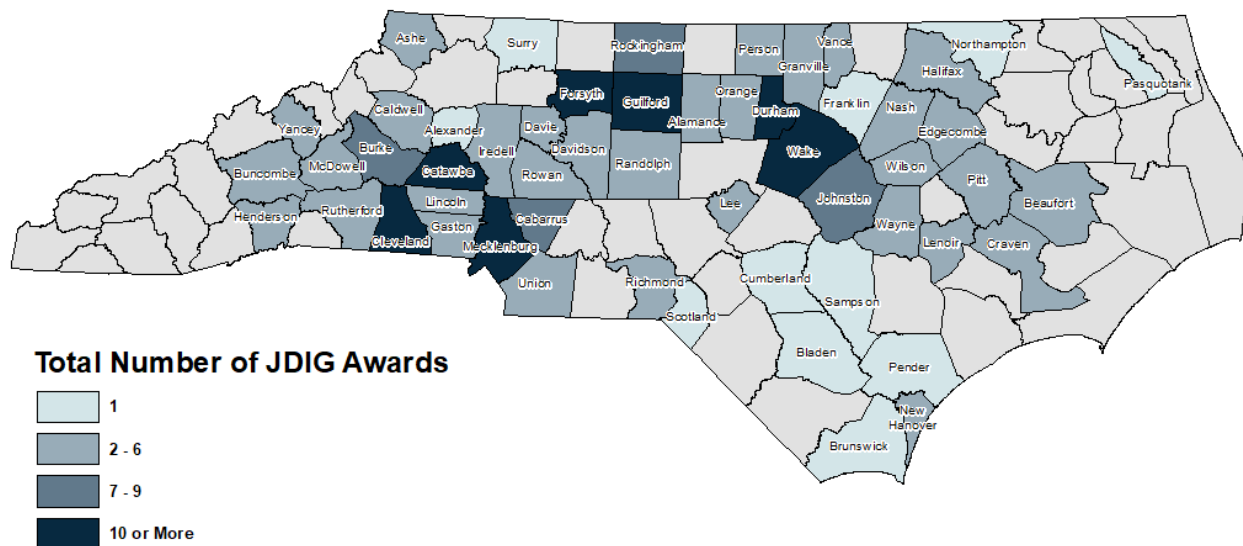 Ashe
Surry
Rockingham
Person
Granville
Vance
Northampton
Halifax
Pasquotank
Forsyth
Guilford
Alamance
Orange
Durham
Franklin
Nash
Edgecombe
Caldwell
Alexander
Yancey
Iredell
Davie
Davidson
Randolph
Wake
Burke
McDowell
Buncombe
Catawba
Rowan
Wilson
Pitt
Beaufort
Johnston
Henderson
Rutherford
Lincoln
Gaston
Cleveland
Mecklenburg
Cabarrus
Lee
Wayne
Lenoir
Craven
Union
Richmond
Scotland
Cumberland
Sampson
Bladen
Pender
New
Hanover
Brunswick
Total Number of JDIG Awards
1
2 - 6
7 - 9
10 or More